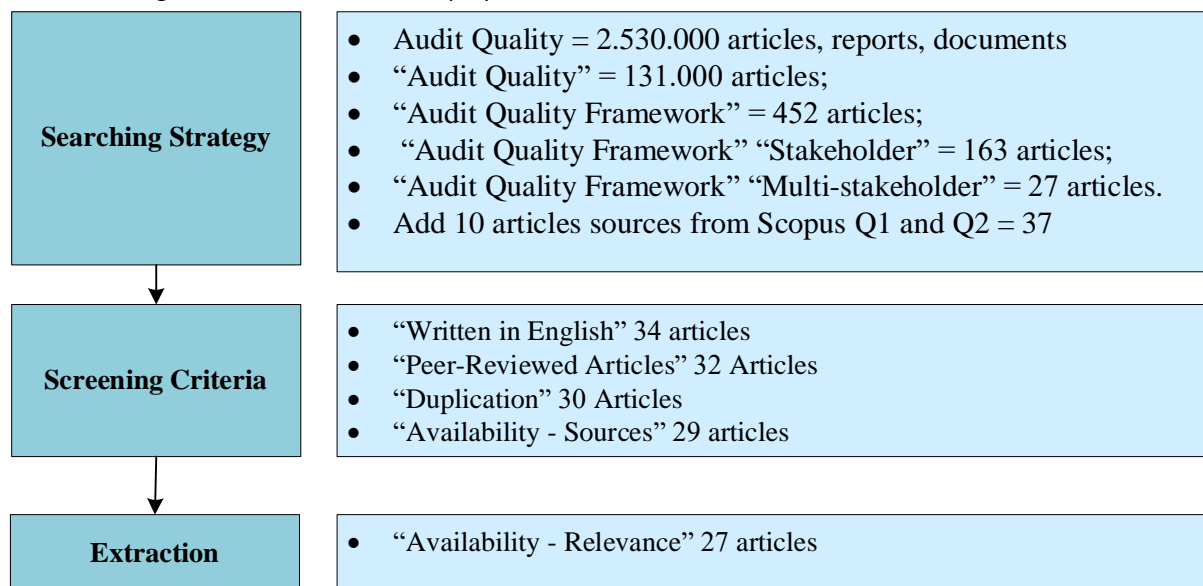 Searching Strategy
• Audit Quality = 2.530.000 articles, reports, documents
• “Audit Quality” = 131.000 articles;
• “Audit Quality Framework” = 452 articles;
• “Audit Quality Framework” “Stakeholder” = 163 articles;
• “Audit Quality Framework” “Multi-stakeholder” = 27 articles.
• Add 10 articles sources from Scopus Q1 and Q2 = 37
Screening Criteria
• “Written in English” 34 articles
• “Peer-Reviewed Articles” 32 Articles
• “Duplication” 30 Articles
• “Availability - Sources” 29 articles
Extraction
• “Availability - Relevance” 27 articles